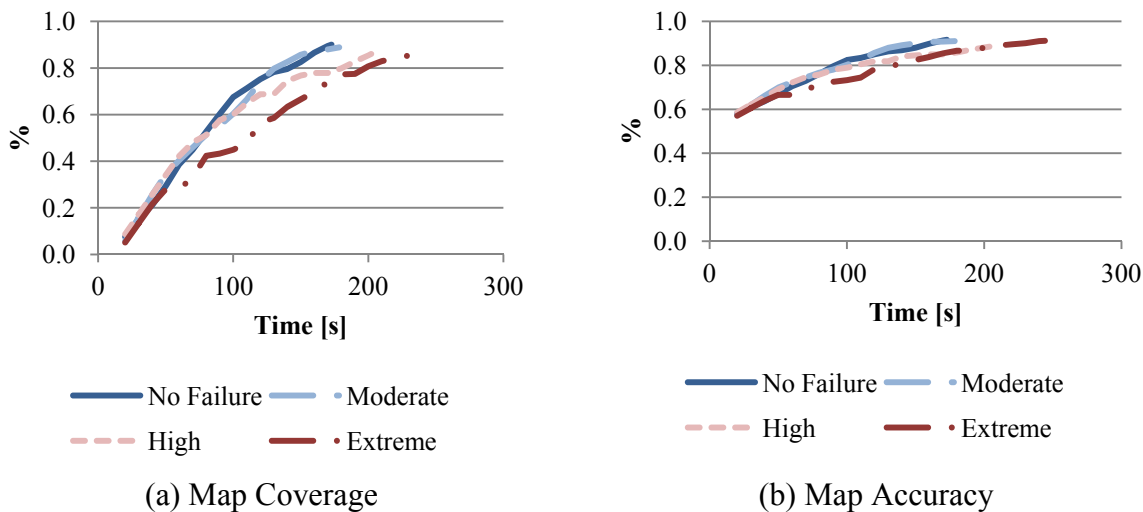 1.0
0.8
0.6
0.4
0.2
0.0
%
0 100 200 300
Time [s]
No Failure Moderate
High Extreme
(a) Map Coverage
1.0
0.8
0.6
0.4
0.2
0.0
%
0 100 200 300
Time [s]
No Failure Moderate
High Extreme
(b) Map Accuracy